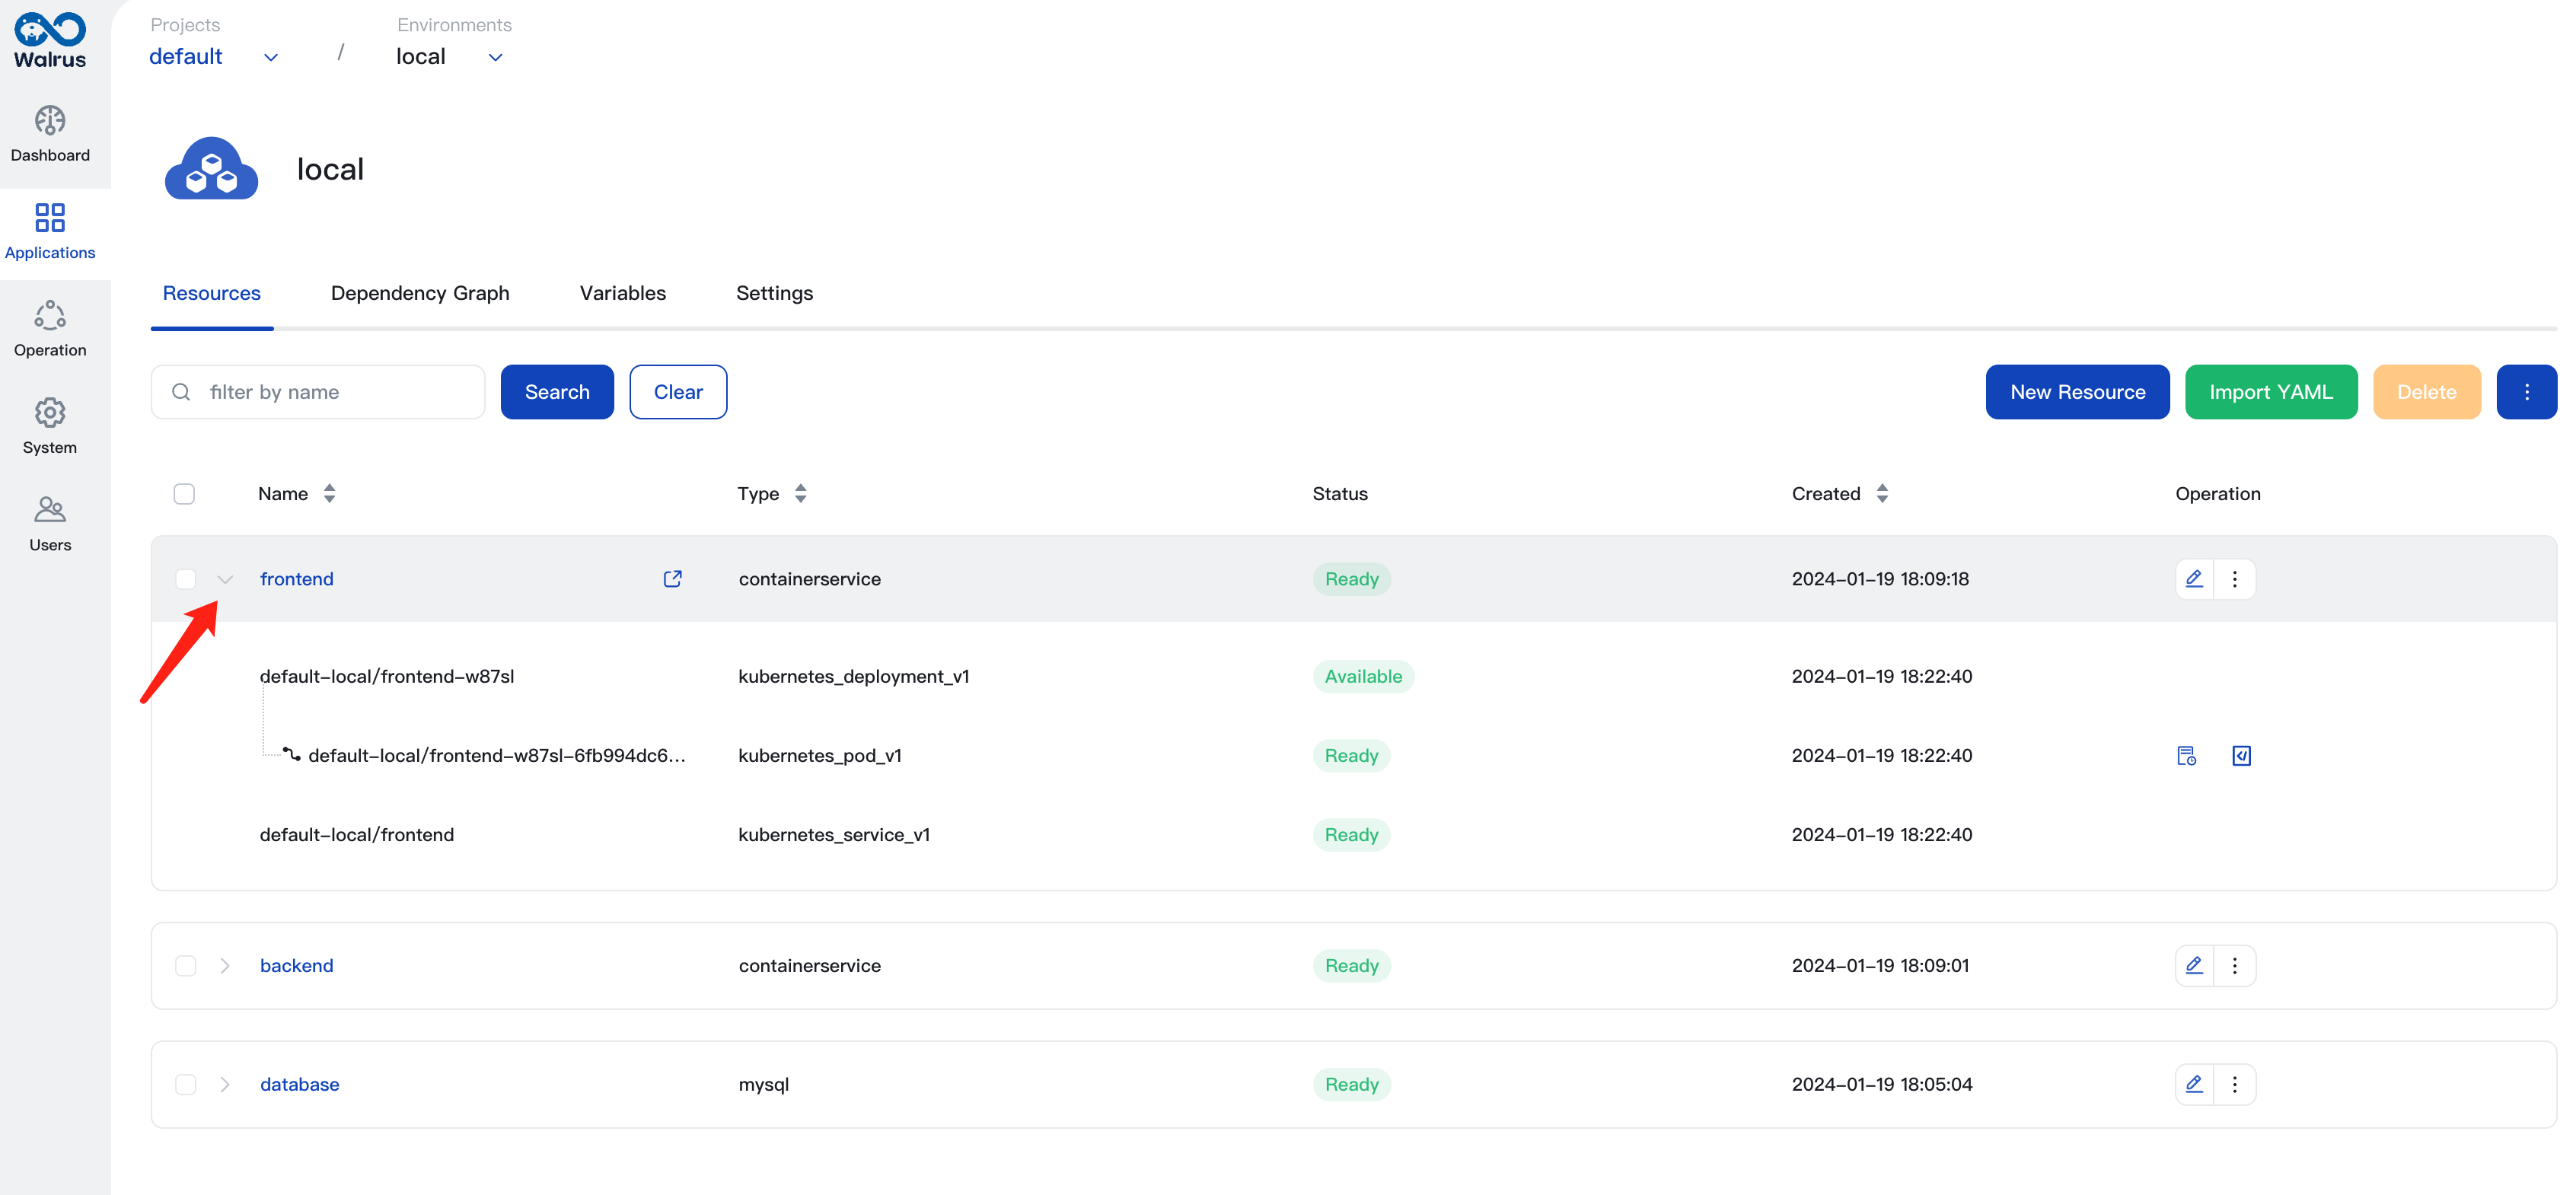 Walrus
Projects
Environments
default
/
local
Dashboard
local
Applications
Resources
Dependency Graph
Variables
Settings
Operation
filter by name
Search
Clear
New Resource
Import YAML
Delete
System
Name
Type
Status
Created
Operation
Users
frontend
containerservice
Ready
2024-01-19 18:09:18
default-local/frontend-w87sl
kubernetes_deployment_v1
Available
2024-01-19 18:22:40
default-local/frontend-w87sl-6fb994dc6...
kubernetes_pod_v1
Ready
2024-01-19 18:22:40
default-local/frontend
kubernetes_service_v1
Ready
2024-01-19 18:22:40
backend
containerservice
Ready
2024-01-19 18:09:01
database
mysql
Ready
2024-01-19 18:05:04